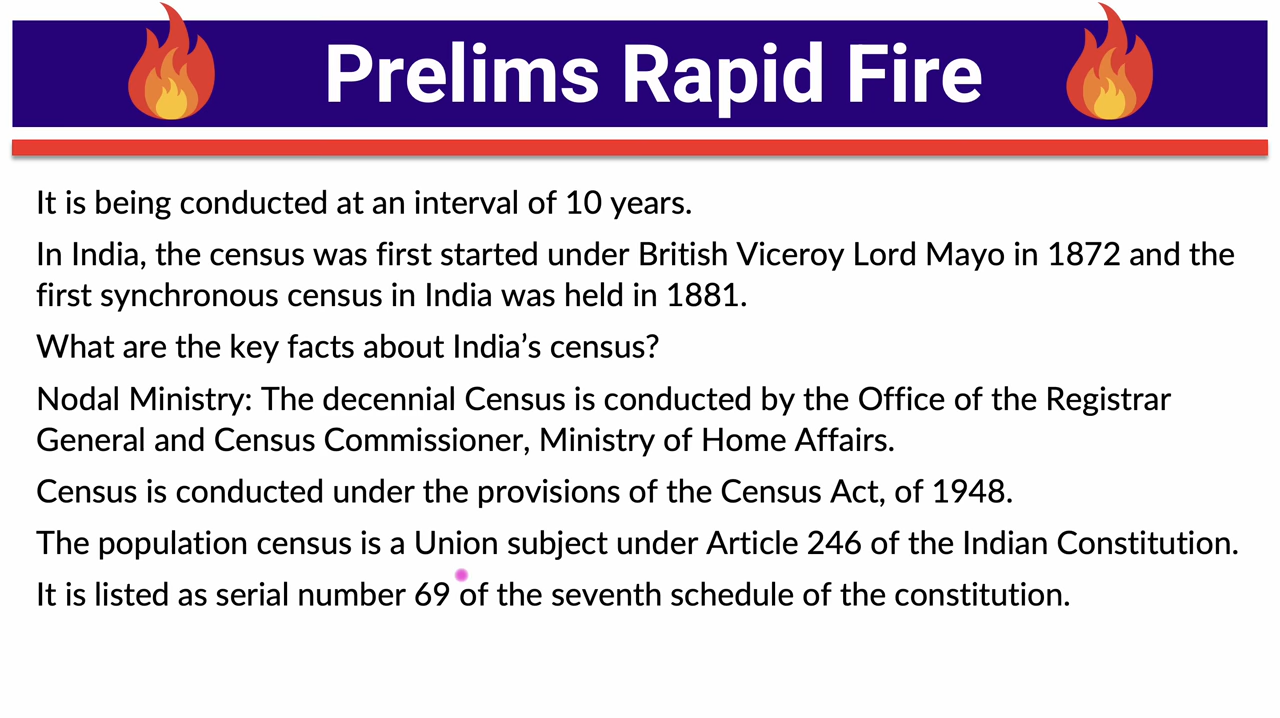 Prelims Rapid Fire
It is being conducted at an interval of 10 years.
In India, the census was first started under British Viceroy Lord Mayo in 1872 and the
first synchronous census in India was held in 1881.
What are the key facts about India’s census?
Nodal Ministry: The decennial Census is conducted by the Office of the Registrar
General and Census Commissioner, Ministry of Home Affairs.
Census is conducted under the provisions of the Census Act, of 1948.
The population census is a Union subject under Article 246 of the Indian Constitution.
It is listed as serial number 69 of the seventh schedule of the constitution.